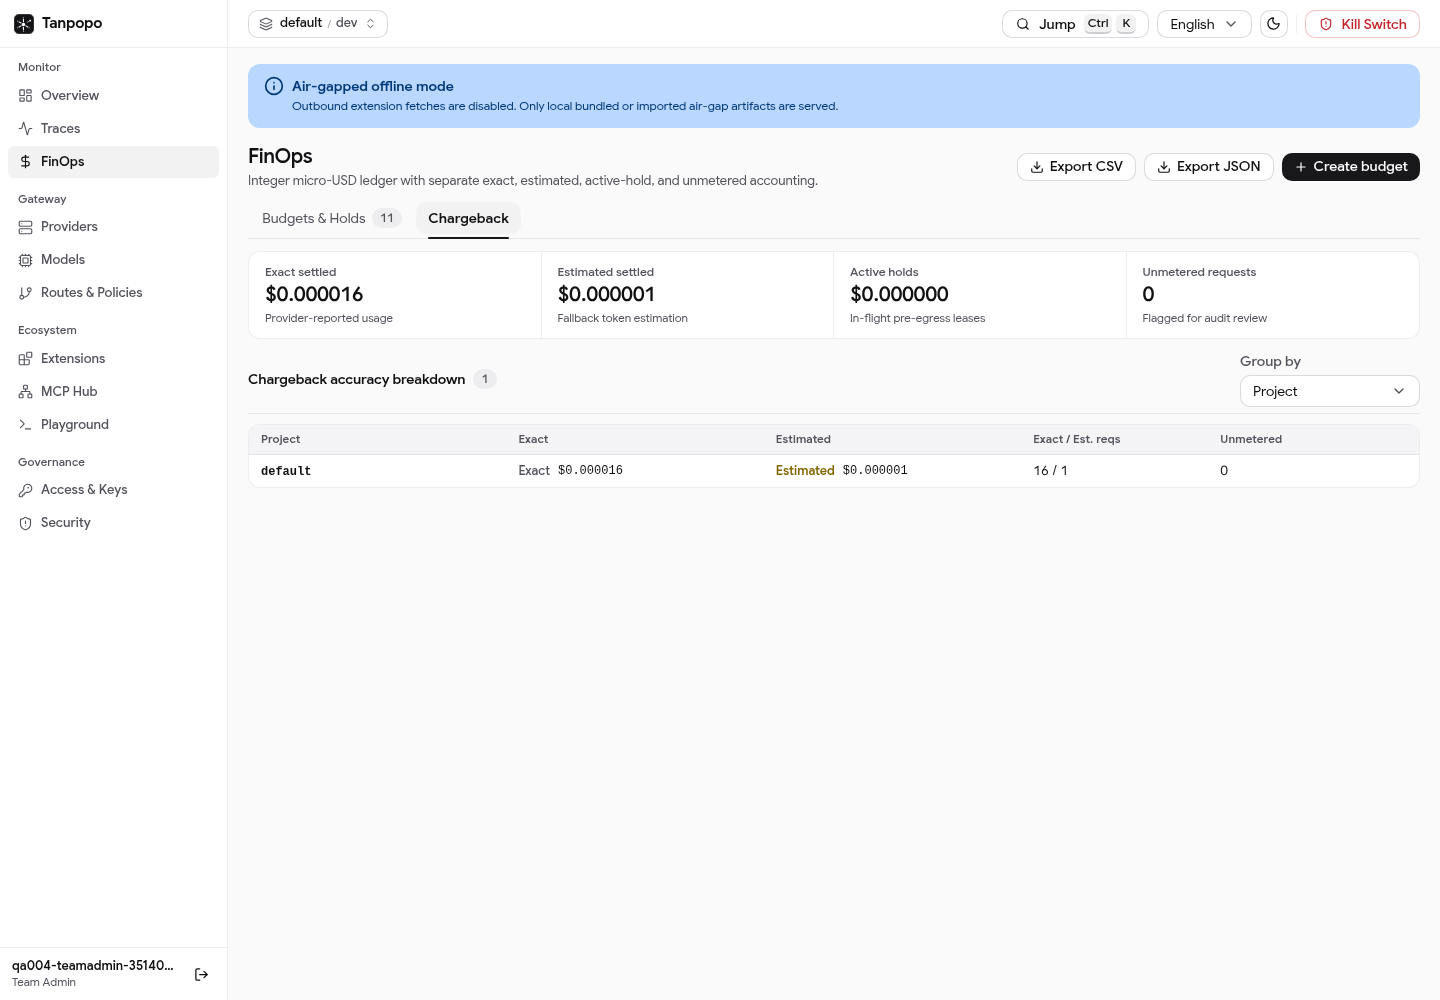 Tanpopo
default / dev
Jump Ctrl K
English
Kill Switch
Monitor
Overview
Traces
FinOps
Gateway
Providers
Models
Routes & Policies
Ecosystem
Extensions
MCP Hub
Playground
Governance
Access & Keys
Security
qa004-teamadmin-35140...
Team Admin
Air-gapped offline mode
Outbound extension fetches are disabled. Only local bundled or imported air-gap artifacts are served.
FinOps
Integer micro-USD ledger with separate exact, estimated, active-hold, and unmetered accounting.
Export CSV
Export JSON
Create budget
Budgets & Holds 11
Chargeback
Exact settled
$0.000016
Provider-reported usage
Estimated settled
$0.000001
Fallback token estimation
Active holds
$0.000000
In-flight pre-egress leases
Unmetered requests
0
Flagged for audit review
Chargeback accuracy breakdown 1
Group by
Project
Project Exact Estimated Exact / Est. reqs Unmetered
default Exact $0.000016 Estimated $0.000001 16 / 1 0